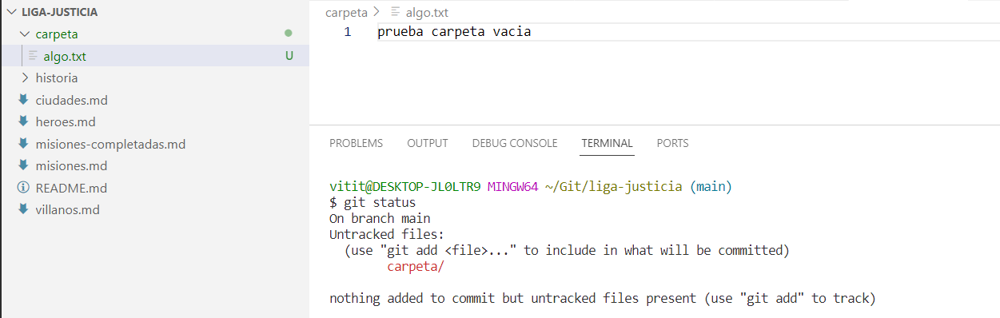 LIGA-JUSTICIA
carpeta
algo.txt U
historia
ciudades.md
heroes.md
misiones-completadas.md
misiones.md
README.md
villanos.md
carpeta > algo.txt
1 prueba carpeta vacia
PROBLEMS OUTPUT DEBUG CONSOLE TERMINAL PORTS
vitit@DESKTOP-JL0LTR9 MINGW64 ~/Git/liga-justicia (main)
$ git status
On branch main
Untracked files:
(use "git add <file>..." to include in what will be committed)
carpeta/
nothing added to commit but untracked files present (use "git add" to track)